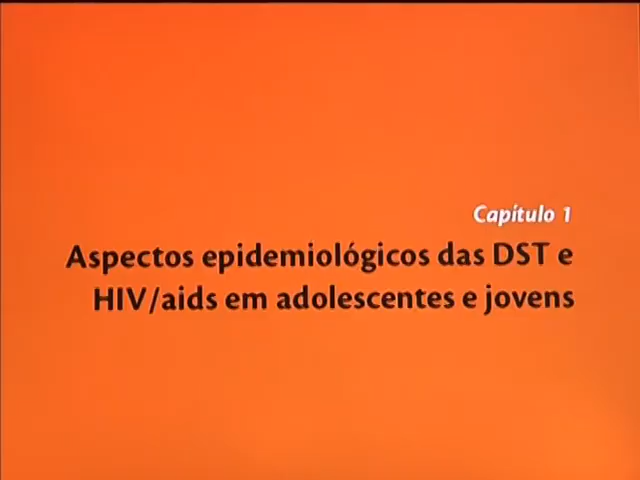 Capítulo 1
Aspectos epidemiológicos das DST e
HIV/aids em adolescentes e jovens